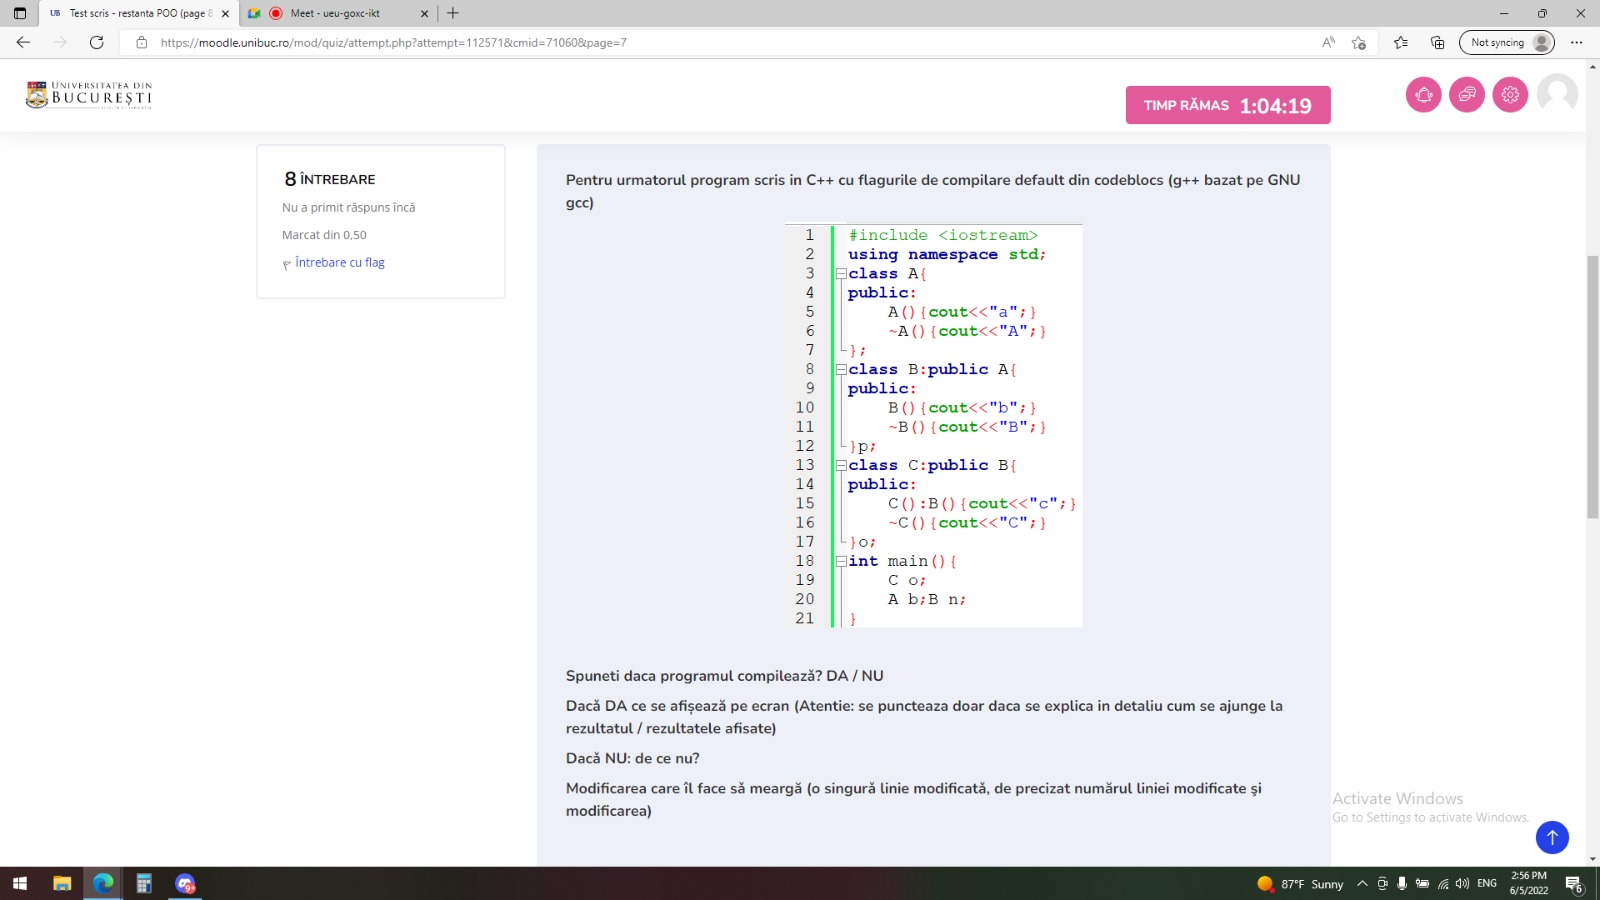 Test scris - restanta POO (page 8
Meet - ueu-goxc-ikt
https://moodle.unibuc.ro/mod/quiz/attempt.php?attempt=112571&cmid=71060&page=7
Not syncing
UNIVERSITATEA DIN
BUCUREȘTI
TIMP RĂMAS 1:04:19
8 ÎNTREBARE
Nu a primit răspuns încă
Marcat din 0,50
Întrebare cu flag
Pentru urmatorul program scris in C++ cu flagurile de compilare default din codeblocs (g++ bazat pe GNU
gcc)
1 #include <iostream>
2 using namespace std;
3 class A{
4 public:
5 A(){cout<<"a";}
6 ~A(){cout<<"A";}
7 };
8 class B:public A{
9 public:
10 B(){cout<<"b";}
11 ~B(){cout<<"B";}
12 }p;
13 class C:public B{
14 public:
15 C():B(){cout<<"c";}
16 ~C(){cout<<"C";}
17 }o;
18 int main(){
19 C o;
20 A b;B n;
21 }
Spuneti daca programul compilează? DA / NU
Dacă DA ce se afișează pe ecran (Atentie: se puncteaza doar daca se explica in detaliu cum se ajunge la
rezultatul / rezultatele afisate)
Dacă NU: de ce nu?
Modificarea care îl face să meargă (o singură linie modificată, de precizat numărul liniei modificate şi
modificarea)
Activate Windows
Go to Settings to activate Windows.
87°F Sunny
ENG
2:56 PM
6/5/2022
6